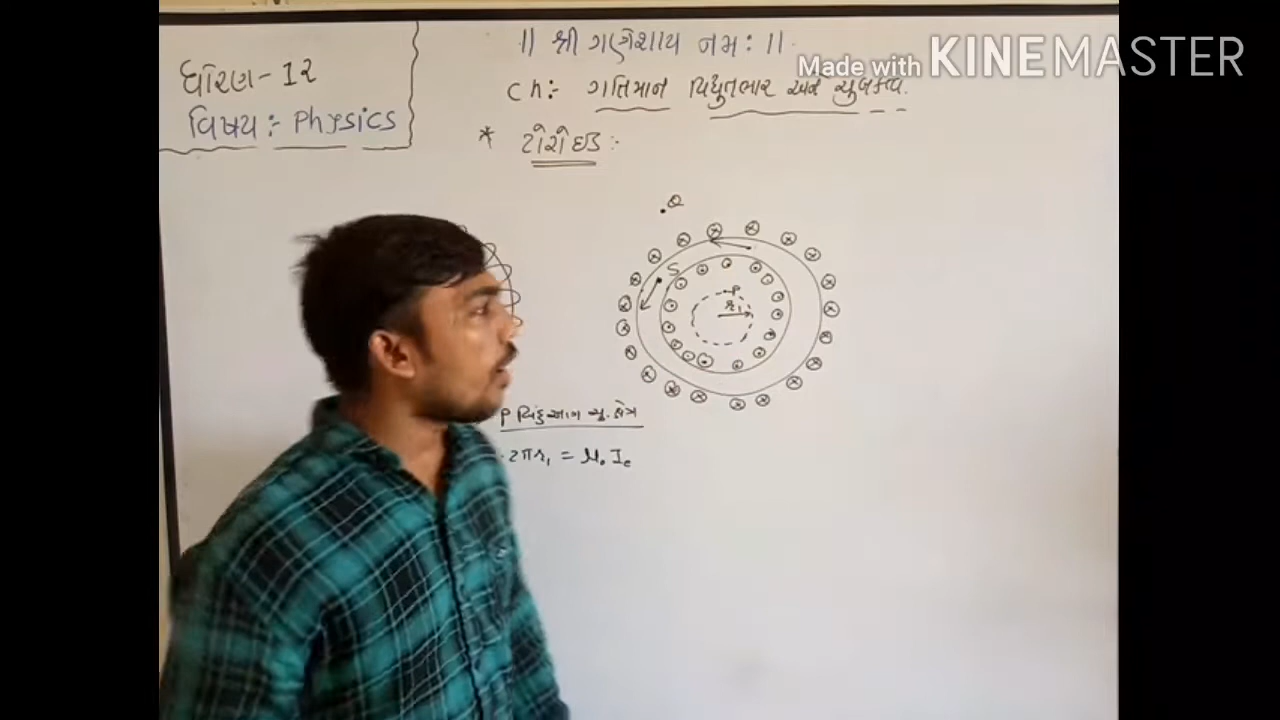 ॥ શ્રી ગણેશાય નમઃ ॥
Made with KINEMASTER
ધોરણ - 12
વિષય : Physics
ch :- ગતિમાન વિદ્યુતભાર અને ચુંબકત્વ.
* ટોરોઇડ :-
Q
S
P
r₁
P બિંદુઆગળ ચુ. ક્ષેત્ર
. 2πr₁ = μ₀ Iₑ